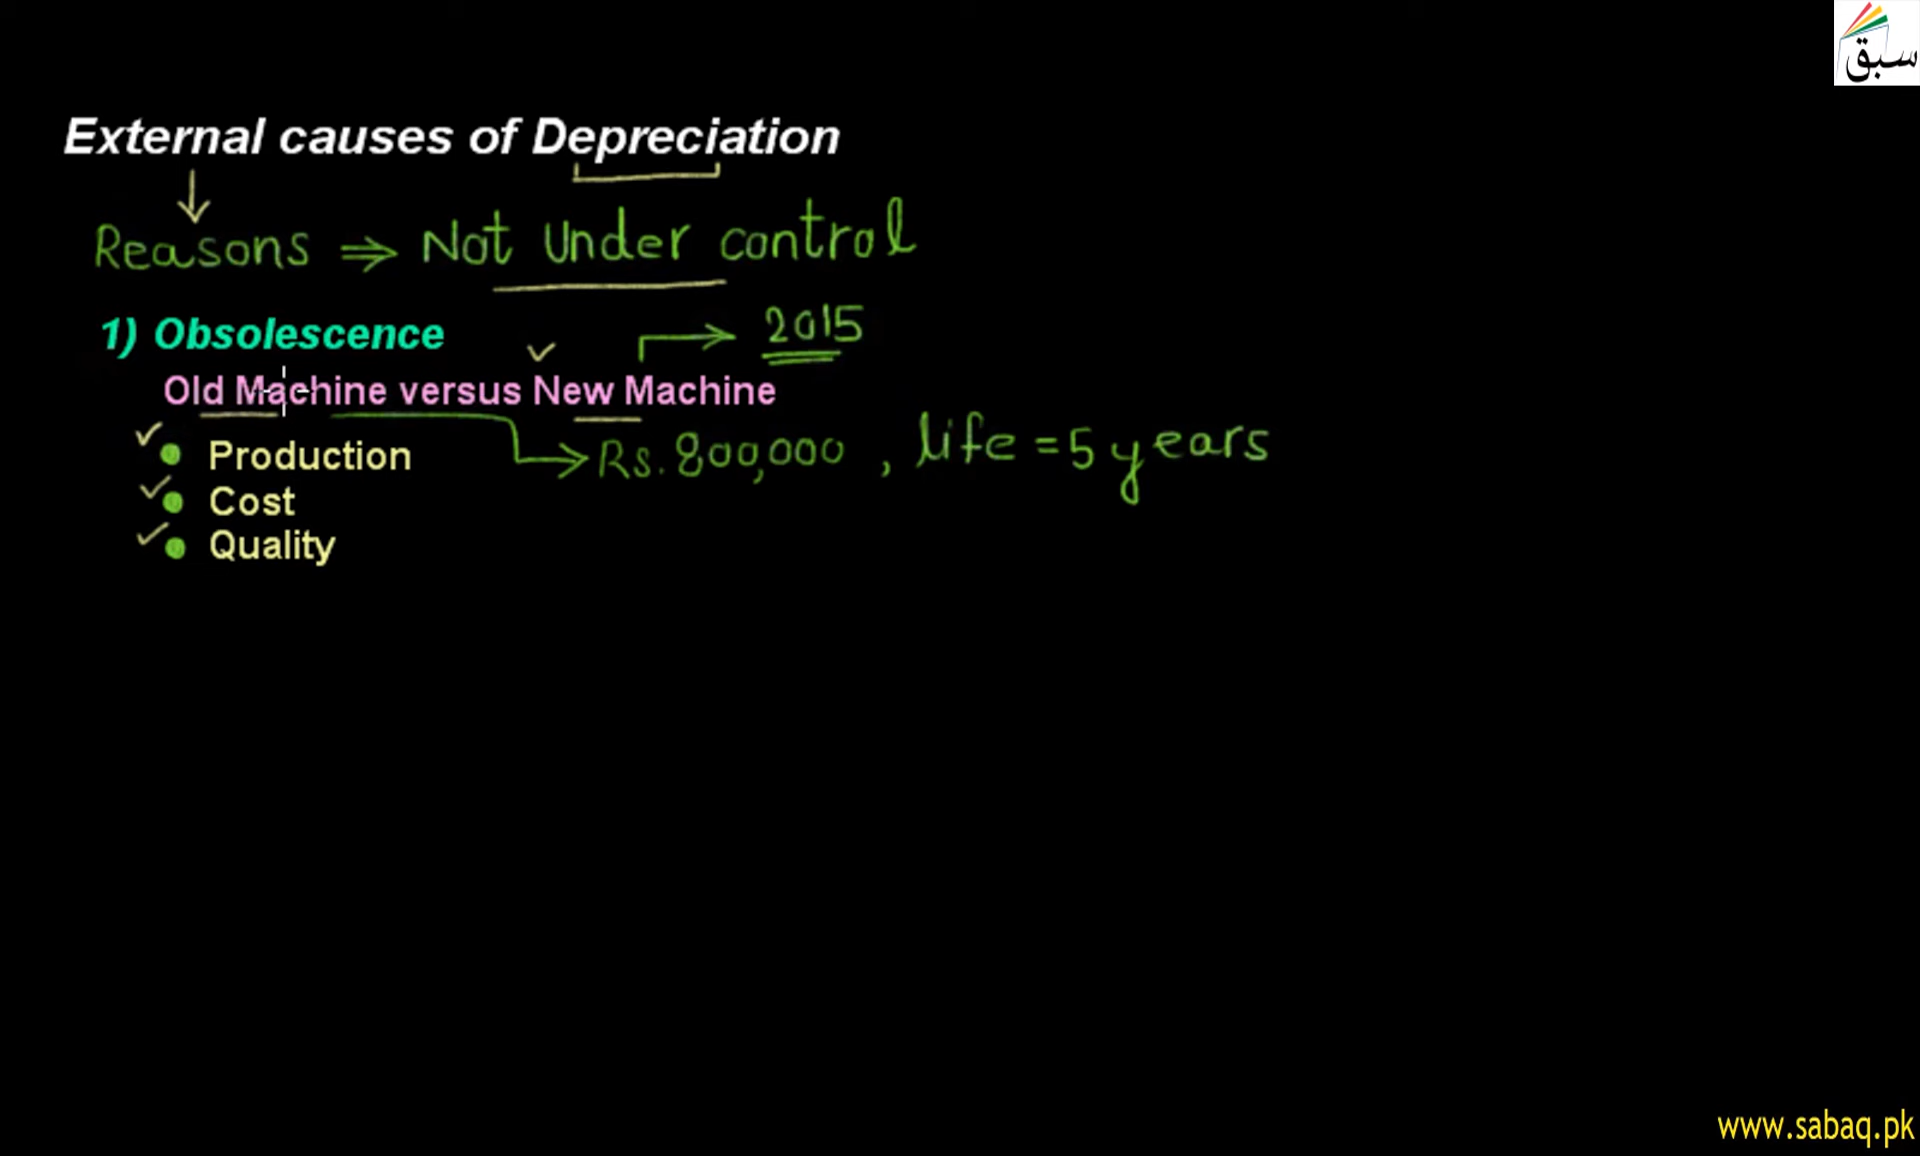 سبق
External causes of Depreciation
Reasons ⇒ Not Under control
1) Obsolescence
2015
Old Machine versus New Machine
Rs. 800,000 , life = 5 years
Production
Cost
Quality
www.sabaq.pk